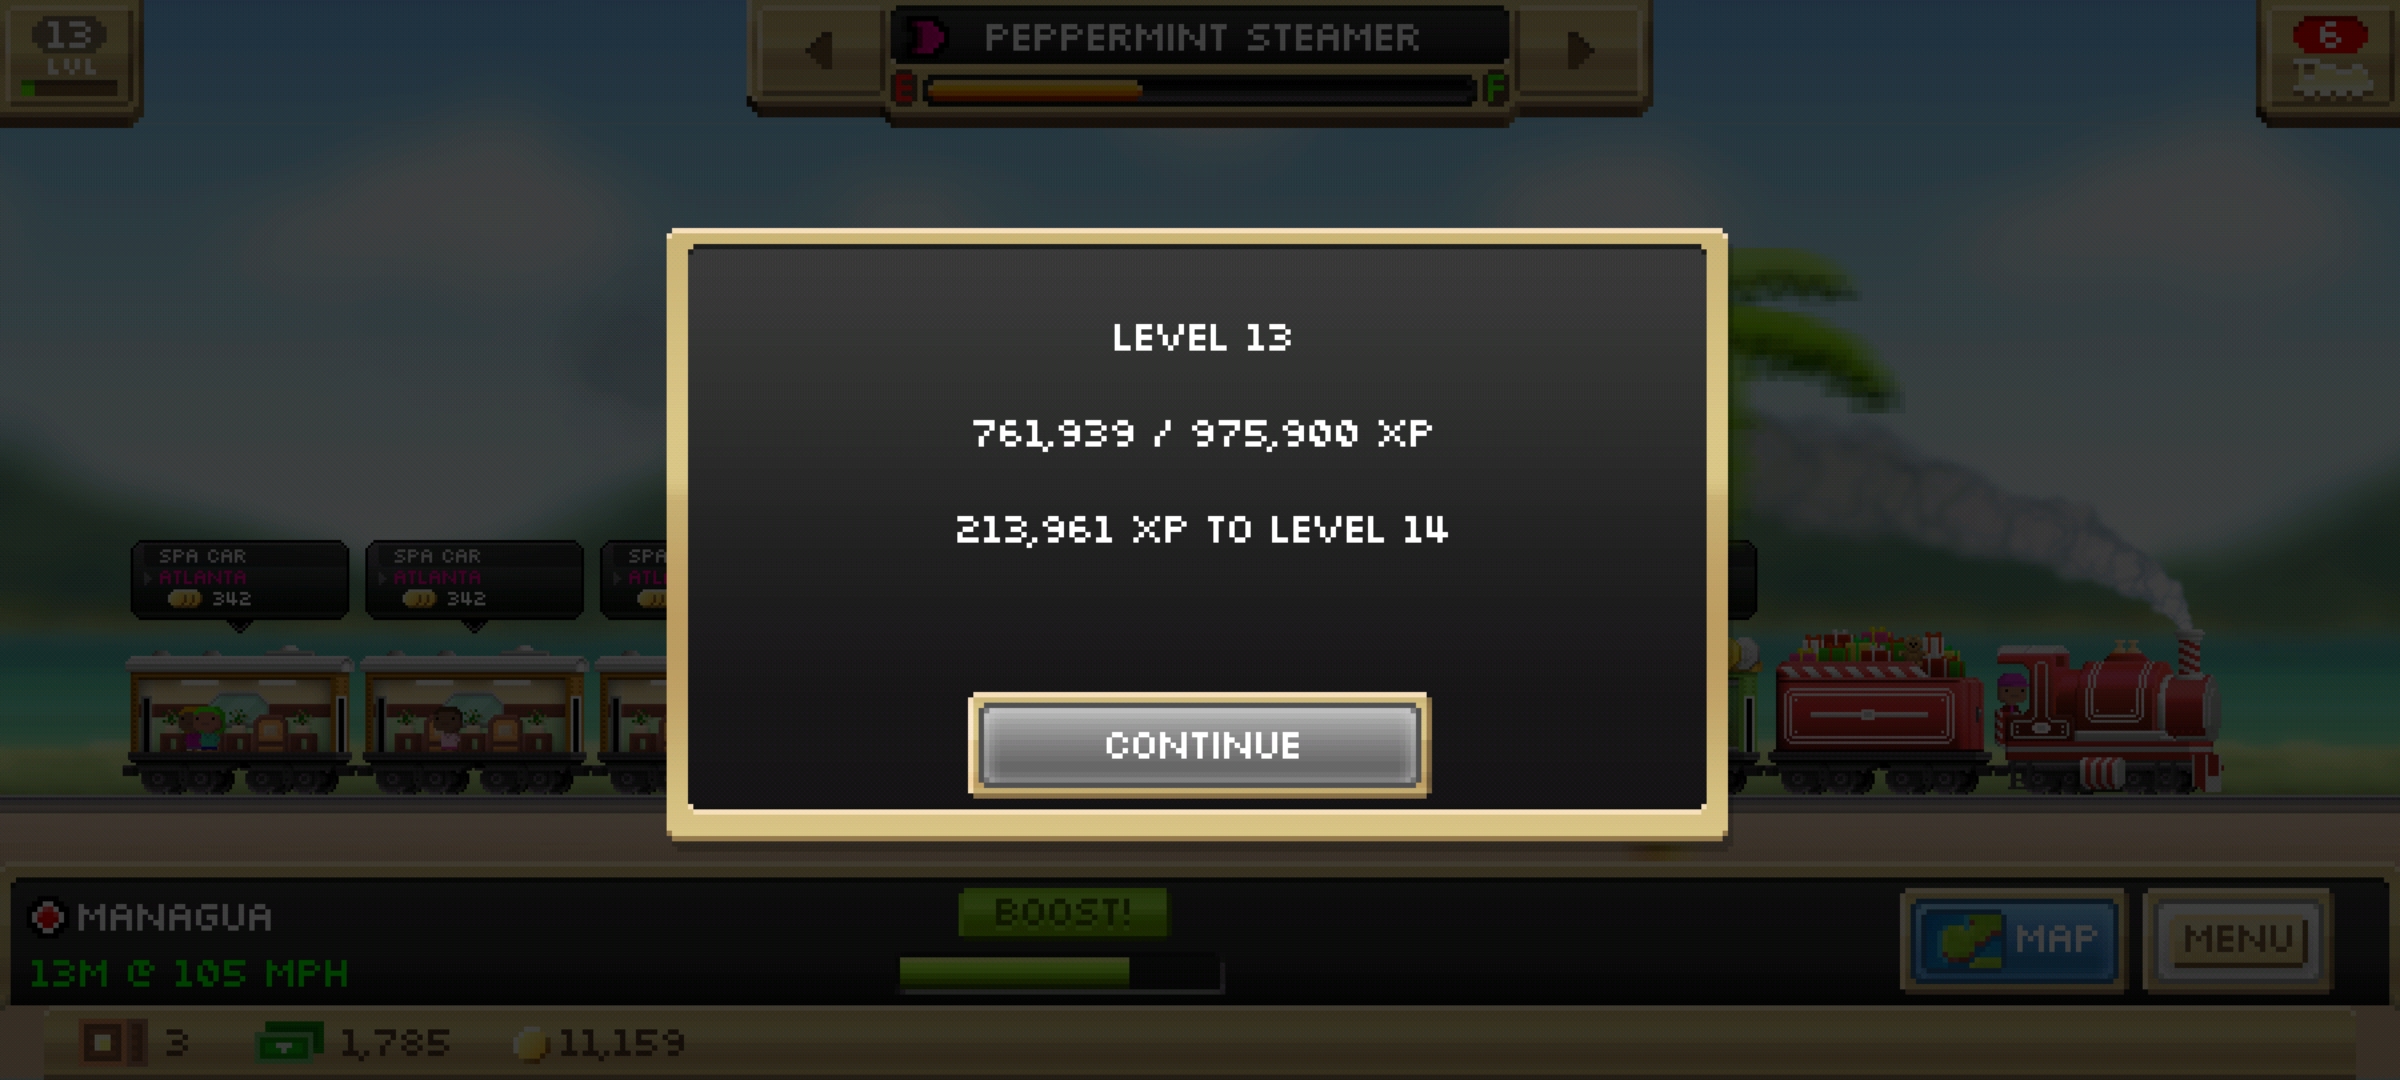 13
LVL
PEPPERMINT STEAMER
E
F
6
LEVEL 13
761,939 / 975,900 XP
213,961 XP TO LEVEL 14
CONTINUE
SPA CAR
ATLANTA
342
SPA CAR
ATLANTA
342
SPA
ATL
MANAGUA
13M @ 105 MPH
BOOST!
MAP
MENU
3
1,785
11,159